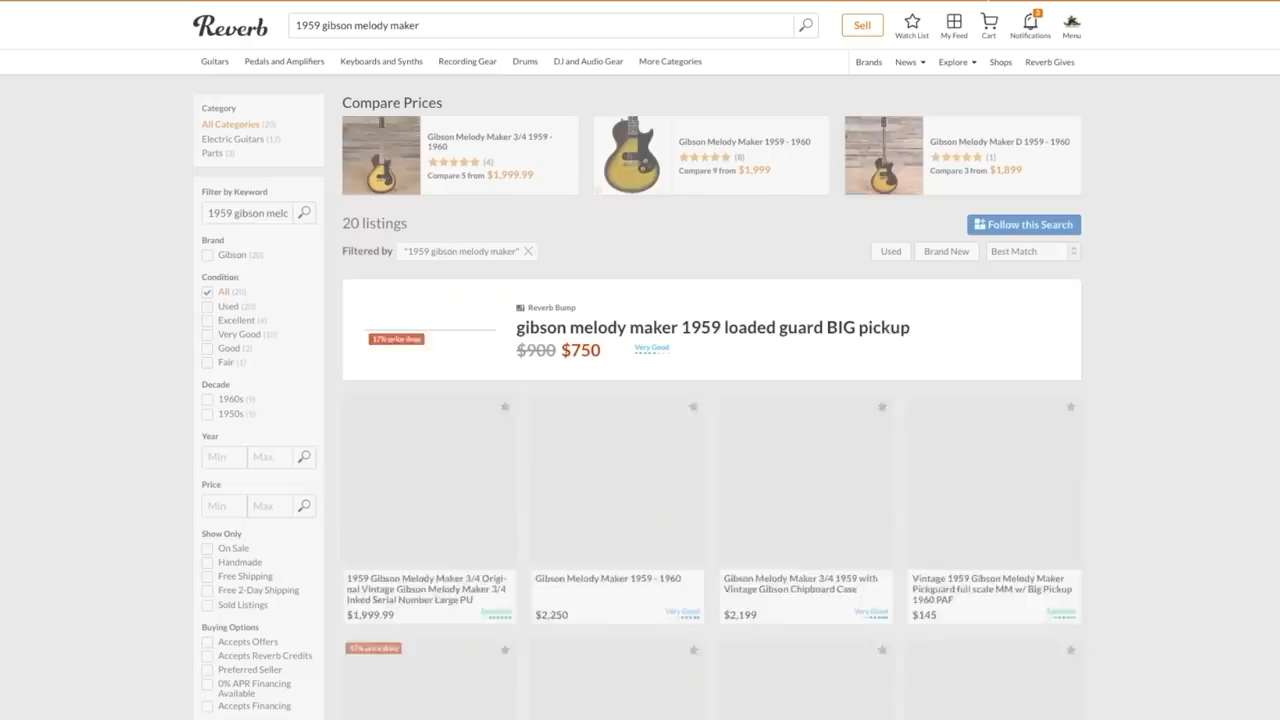 Reverb
1959 gibson melody maker
Sell
Watch List
My Feed
Cart
3
Notifications
Menu
Guitars
Pedals and Amplifiers
Keyboards and Synths
Recording Gear
Drums
DJ and Audio Gear
More Categories
Brands
News
Explore
Shops
Reverb Gives
Category
All Categories (20)
Electric Guitars (17)
Parts (3)
Filter by Keyword
1959 gibson melc
Brand
Gibson (20)
Condition
All (20)
Used (20)
Excellent (6)
Very Good (10)
Good (3)
Fair (1)
Decade
1960s (9)
1950s (9)
Year
Min
Max
Price
Min
Max
Show Only
On Sale
Handmade
Free Shipping
Free 2-Day Shipping
Sold Listings
Buying Options
Accepts Offers
Accepts Reverb Credits
Preferred Seller
0% APR Financing
Available
Accepts Financing
Compare Prices
Gibson Melody Maker 3/4 1959 -
1960
(4)
Compare 5 from $1,999.99
Gibson Melody Maker 1959 - 1960
(8)
Compare 9 from $1,999
Gibson Melody Maker D 1959 - 1960
(1)
Compare 3 from $1,899
20 listings
Follow this Search
Filtered by
"1959 gibson melody maker"
Used
Brand New
Best Match
Reverb Bump
gibson melody maker 1959 loaded guard BIG pickup
17% price drop
$900 $750
Very Good
1959 Gibson Melody Maker 3/4 Origi-
nal Vintage Gibson Melody Maker 3/4
Inked Serial Number Large PU
$1,999.99
Excellent
Gibson Melody Maker 1959 - 1960
$2,250
Very Good
Gibson Melody Maker 3/4 1959 with
Vintage Gibson Chipboard Case
$2,199
Very Good
Vintage 1959 Gibson Melody Maker
Pickguard full scale MM w/ Big Pickup
1960 PAF
$145
17% price drop